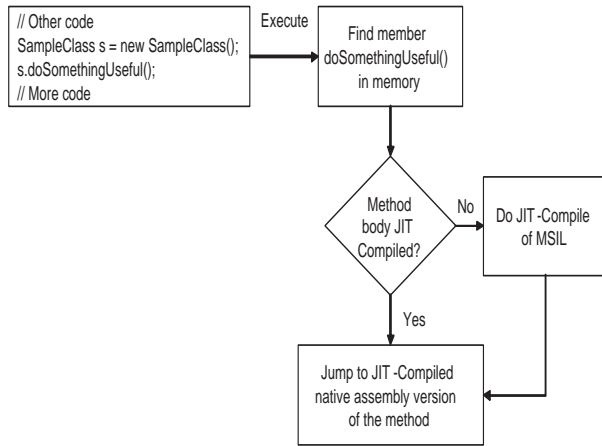 // Other code
SampleClass s = new SampleClass();
s.doSomethingUseful();
// More code
Execute
Find member
doSomethingUseful()
in memory
Method
body JIT
Compiled?
No
Do JIT -Compile
of MSIL
Yes
Jump to JIT -Compiled
native assembly version
of the method